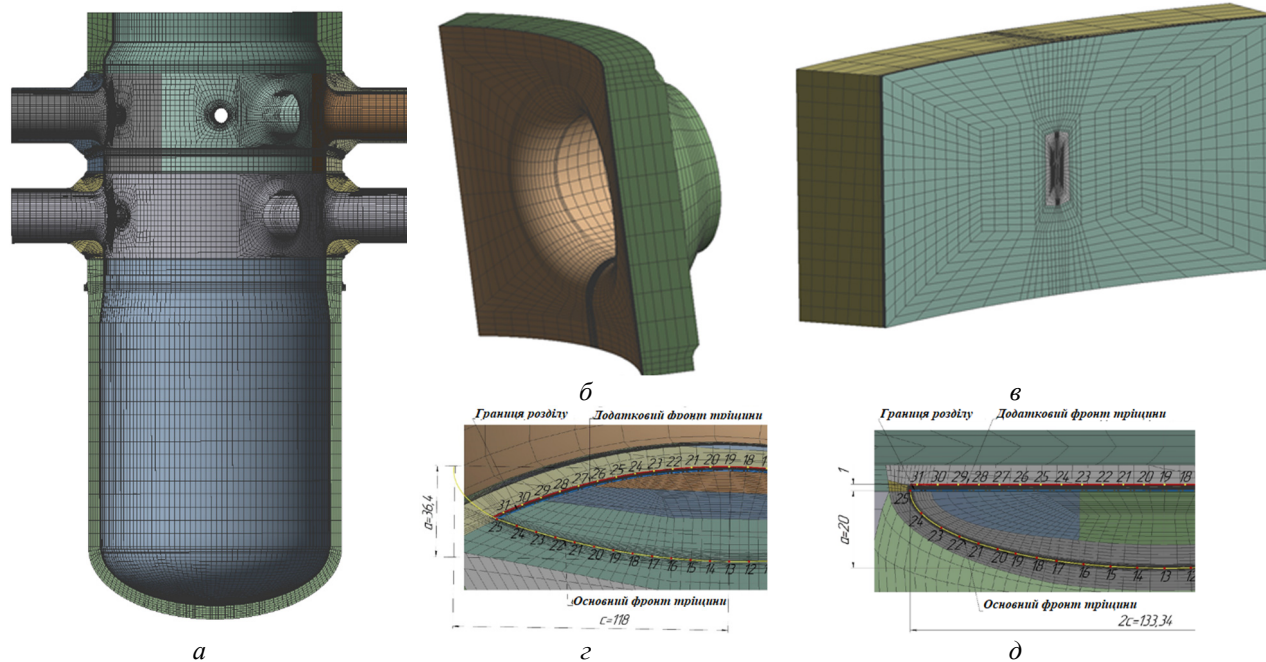 б
в
Границя розділу
Додатковий фронт тріщини
31 30 29 28 27 26 25 24 23 22 21 20 19 18 1
25 24 23 22 21 20 19 18 17 16 15 14 13 12 1
a=36,4
Основний фронт тріщини
c=118
Границя розділу
Додатковий фронт тріщини
1
31 30 29 28 27 26 25 24 23 22 21 20 19 18
25 24 23 22 21 20 19 18 17 16 15 14 13 12
a=20
Основний фронт тріщини
2c=133,34
а
г
д